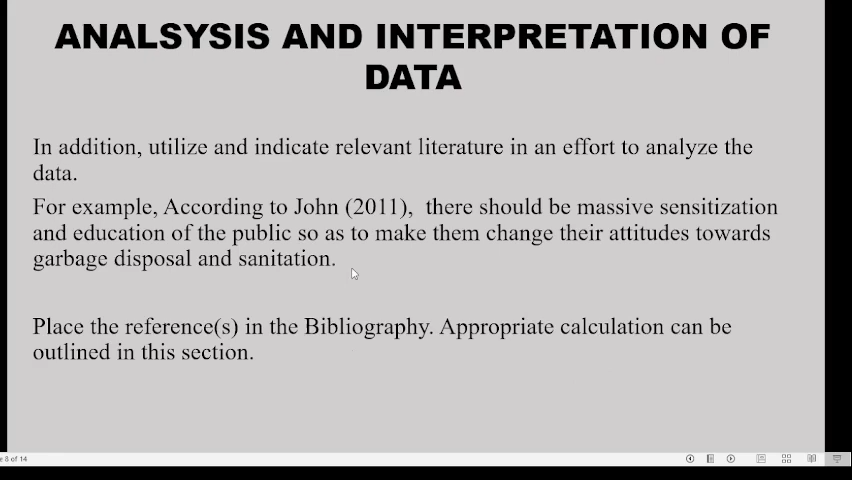 ANALSYSIS AND INTERPRETATION OF
DATA
In addition, utilize and indicate relevant literature in an effort to analyze the
data.
For example, According to John (2011), there should be massive sensitization
and education of the public so as to make them change their attitudes towards
garbage disposal and sanitation.
Place the reference(s) in the Bibliography. Appropriate calculation can be
outlined in this section.
8 of 14